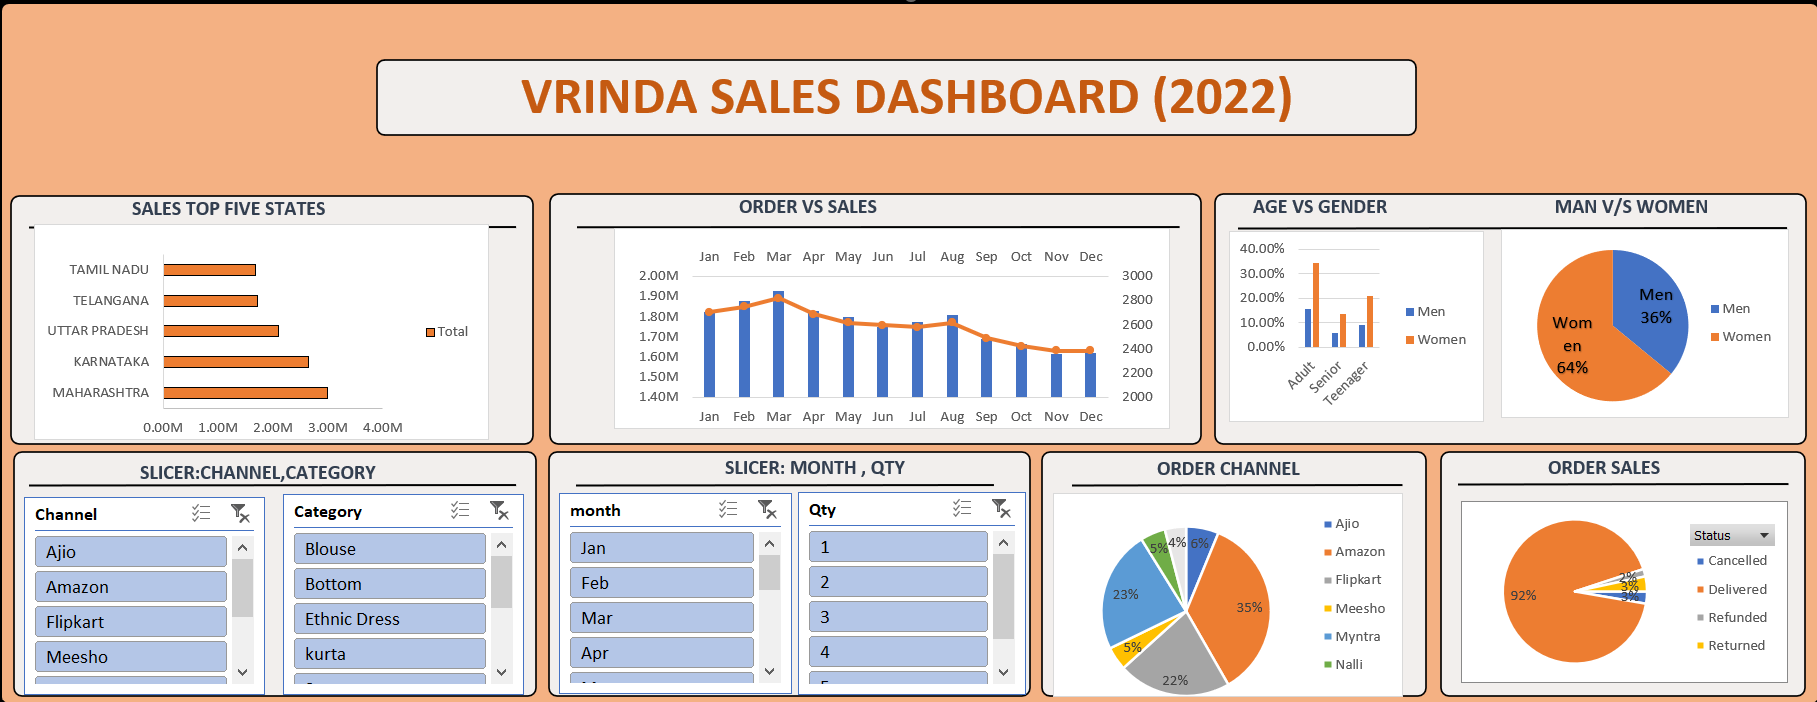 VRINDA SALES DASHBOARD (2022)
SALES TOP FIVE STATES
TAMIL NADU
TELANGANA
UTTAR PRADESH
KARNATAKA
MAHARASHTRA
0.00M 1.00M 2.00M 3.00M 4.00M
Total
ORDER VS SALES
Jan Feb Mar Apr May Jun Jul Aug Sep Oct Nov Dec
2.00M
1.90M
1.80M
1.70M
1.60M
1.50M
1.40M
3000
2800
2600
2400
2200
2000
Jan Feb Mar Apr May Jun Jul Aug Sep Oct Nov Dec
AGE VS GENDER
40.00%
30.00%
20.00%
10.00%
0.00%
Adult
Senior
Teenager
Men
Women
MAN V/S WOMEN
Men
36%
Wom
en
64%
Men
Women
SLICER:CHANNEL,CATEGORY
Channel
Ajio
Amazon
Flipkart
Meesho
Category
Blouse
Bottom
Ethnic Dress
kurta
SLICER: MONTH , QTY
month
Jan
Feb
Mar
Apr
Qty
1
2
3
4
ORDER CHANNEL
5%
4%
6%
23%
35%
5%
22%
Ajio
Amazon
Flipkart
Meesho
Myntra
Nalli
ORDER SALES
92%
2%
3%
3%
Status
Cancelled
Delivered
Refunded
Returned